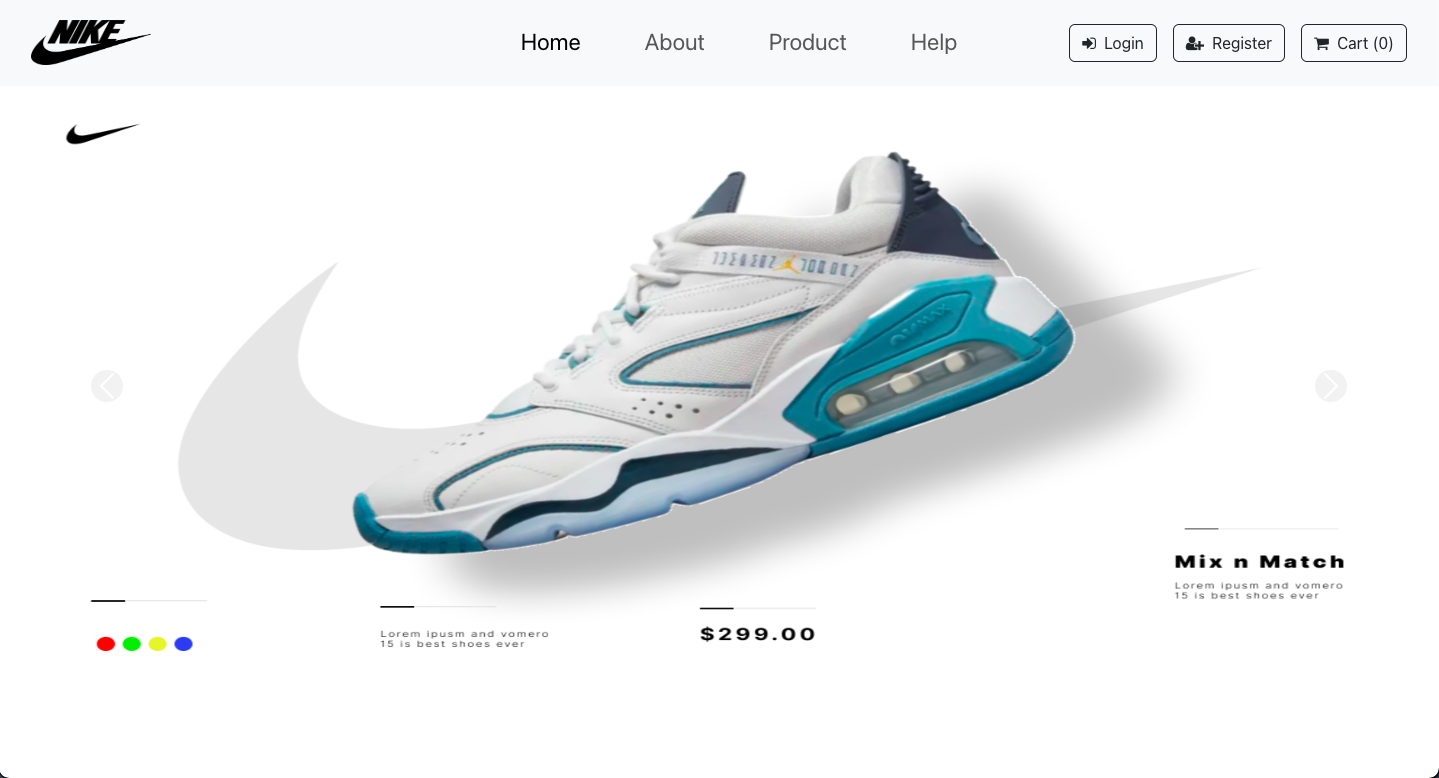 NIKE
Home
About
Product
Help
Login
Register
Cart (0)
Mix n Match
Lorem ipusm and vomero
15 is best shoes ever
Lorem ipusm and vomero
15 is best shoes ever
$299.00